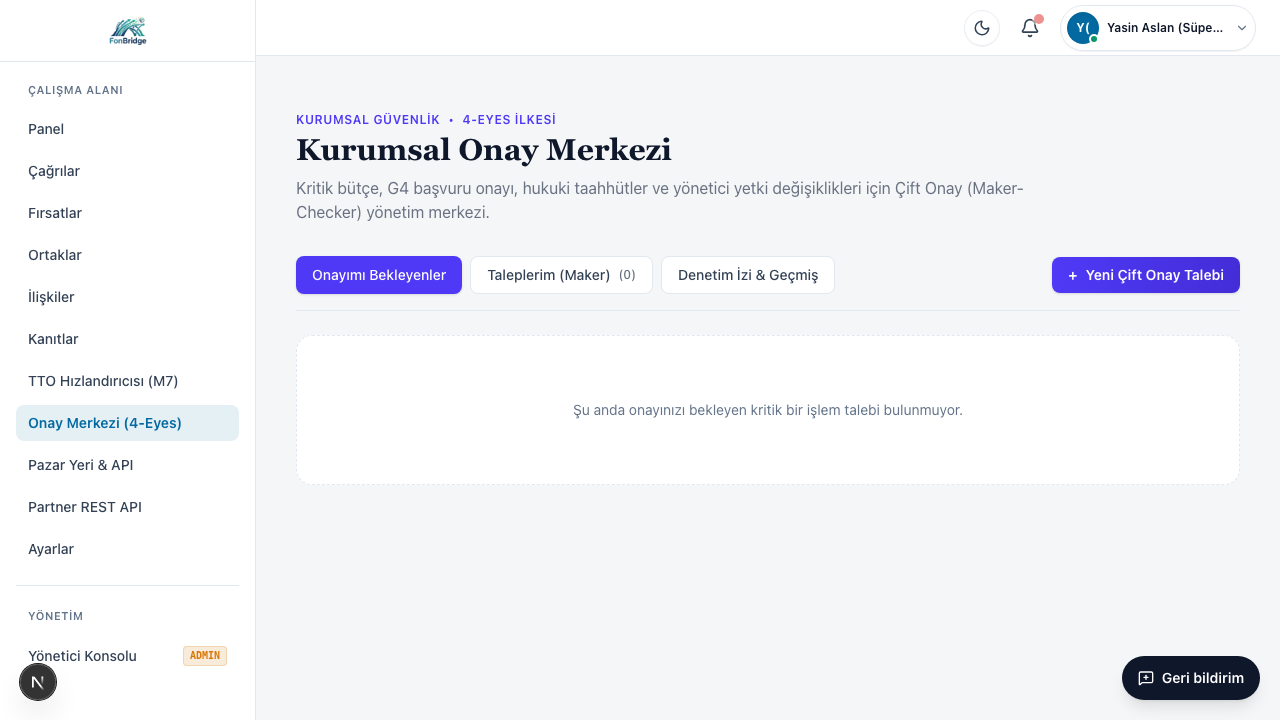 FonBridge
Y(
Yasin Aslan (Süpe...
ÇALIŞMA ALANI
Panel
Çağrılar
Fırsatlar
Ortaklar
İlişkiler
Kanıtlar
TTO Hızlandırıcısı (M7)
Onay Merkezi (4-Eyes)
Pazar Yeri & API
Partner REST API
Ayarlar
YÖNETİM
Yönetici Konsolu
ADMIN
N
KURUMSAL GÜVENLİK • 4-EYES İLKESİ
Kurumsal Onay Merkezi
Kritik bütçe, G4 başvuru onayı, hukuki taahhütler ve yönetici yetki değişiklikleri için Çift Onay (Maker-
Checker) yönetim merkezi.
Onayımı Bekleyenler
Taleplerim (Maker) (0)
Denetim İzi & Geçmiş
+ Yeni Çift Onay Talebi
Şu anda onayınızı bekleyen kritik bir işlem talebi bulunmuyor.
Geri bildirim